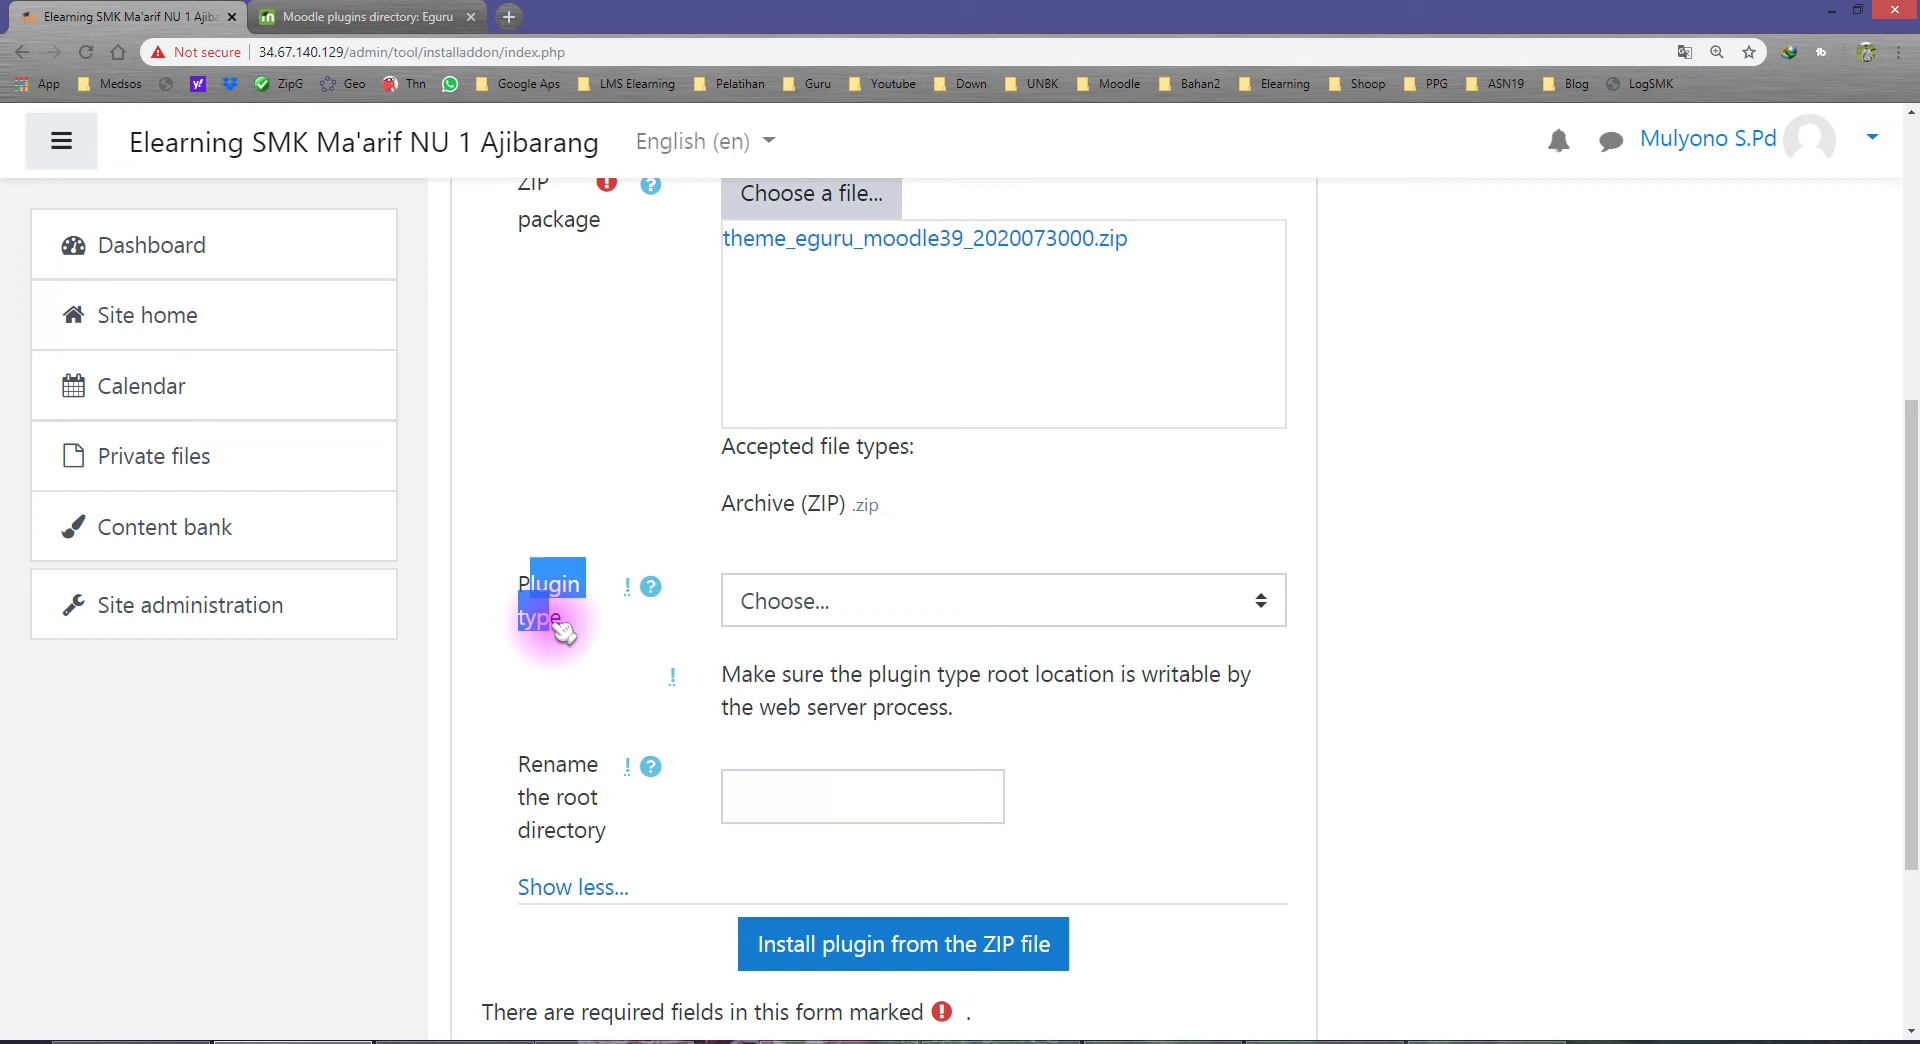 Elearning SMK Ma'arif NU 1 Ajiba
Moodle plugins directory: Eguru
Not secure
34.67.140.129/admin/tool/installaddon/index.php
App
Medsos
ZipG
Geo
Thn
Google Aps
LMS Elearning
Pelatihan
Guru
Youtube
Down
UNBK
Moodle
Bahan2
Elearning
Shoop
PPG
ASN19
Blog
LogSMK
Elearning SMK Ma'arif NU 1 Ajibarang
English (en)
Mulyono S.Pd
Dashboard
Site home
Calendar
Private files
Content bank
Site administration
ZIP
package
Choose a file...
theme_eguru_moodle39_2020073000.zip
Accepted file types:
Archive (ZIP) .zip
Plugin
type
Choose...
Make sure the plugin type root location is writable by
the web server process.
Rename
the root
directory
Show less...
Install plugin from the ZIP file
There are required fields in this form marked .